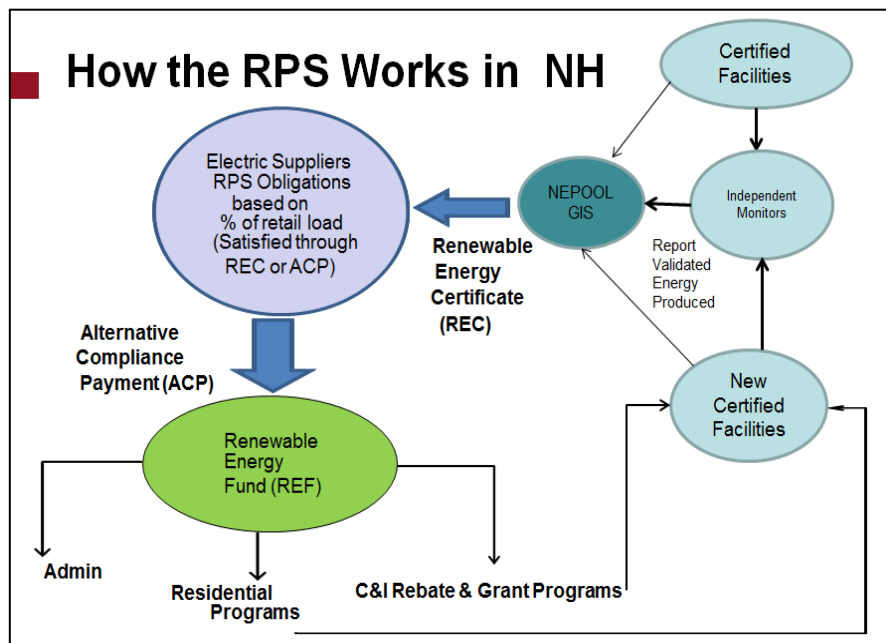 How the RPS Works in NH
Certified
Facilities
Electric Suppliers
RPS Obligations
based on
% of retail load
(Satisfied through
REC or ACP)
NEPOOL
GIS
Independent
Monitors
Renewable
Energy
Certificate
(REC)
Report
Validated
Energy
Produced
Alternative
Compliance
Payment (ACP)
New
Certified
Facilities
Renewable
Energy
Fund (REF)
Admin
Residential
Programs
C&I Rebate & Grant Programs